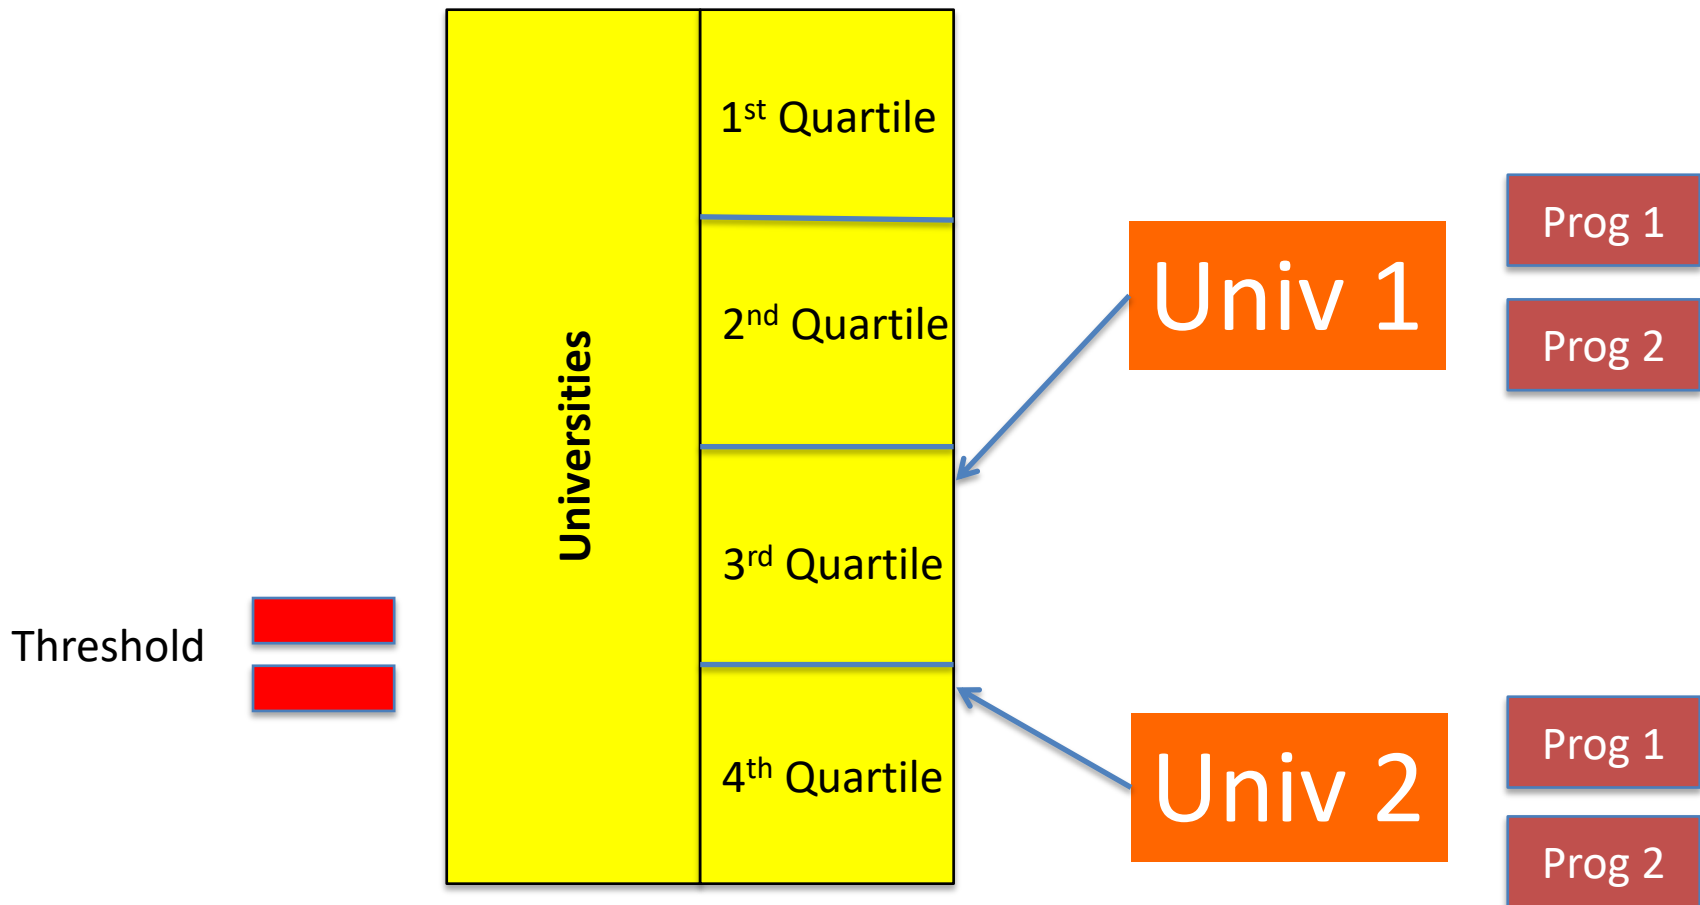 1st Quartile
2nd Quartile
3rd Quartile
4th Quartile
Universities
Threshold
Univ 1
Prog 1
Prog 2
Univ 2
Prog 1
Prog 2